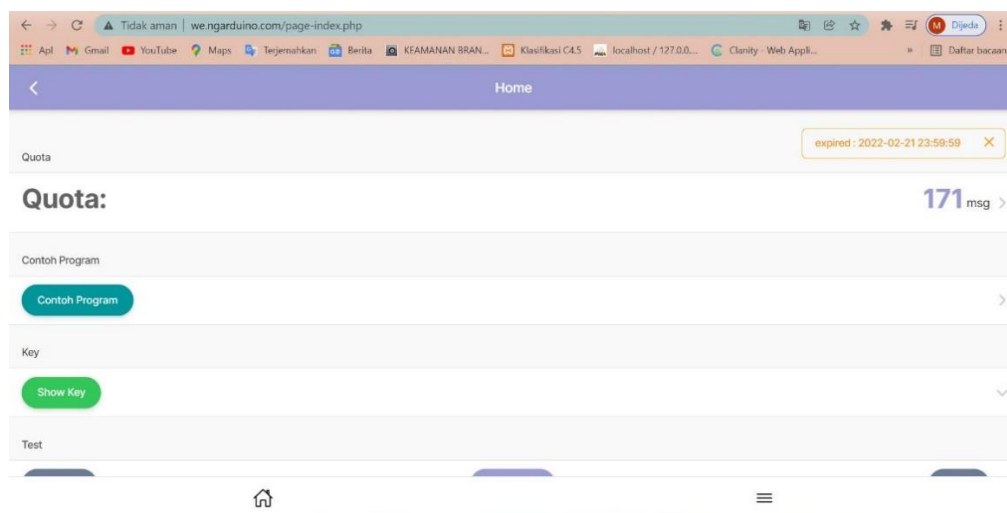 Tidak aman | we.ngarduino.com/page-index.php M Dijeda
Apl Gmail YouTube Maps Terjemahkan Berita KEAMANAN BRAN... Klasifikasi C4.5 localhost / 127.0.0... Clanity - Web Appli... » Daftar bacaan
Home
expired : 2022-02-21 23:59:59
Quota
Quota: 171 msg
Contoh Program
Contoh Program
Key
Show Key
Test